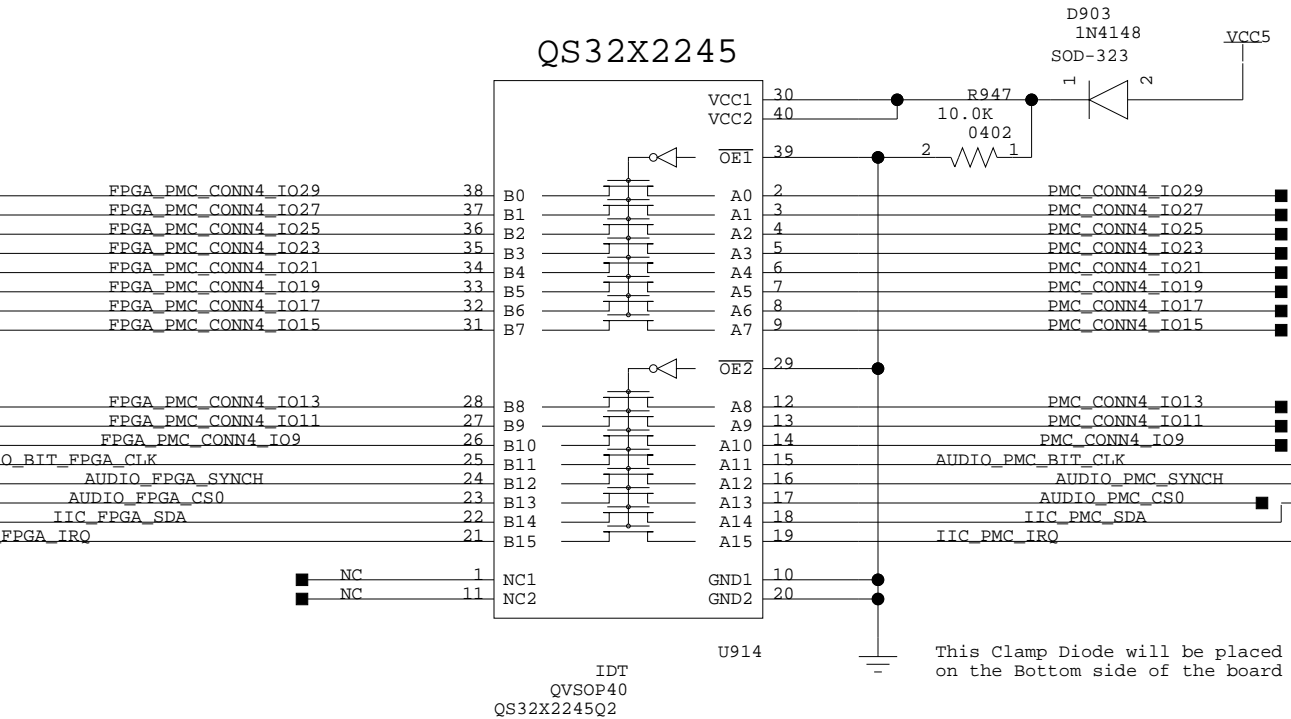 D903
1N4148
SOD-323
VCC5
1
2
QS32X2245
VCC1 30
VCC2 40
R947
10.0K
0402
2 1
OE1 39
FPGA_PMC_CONN4_IO29 38 B0 A0 2 PMC_CONN4_IO29
FPGA_PMC_CONN4_IO27 37 B1 A1 3 PMC_CONN4_IO27
FPGA_PMC_CONN4_IO25 36 B2 A2 4 PMC_CONN4_IO25
FPGA_PMC_CONN4_IO23 35 B3 A3 5 PMC_CONN4_IO23
FPGA_PMC_CONN4_IO21 34 B4 A4 6 PMC_CONN4_IO21
FPGA_PMC_CONN4_IO19 33 B5 A5 7 PMC_CONN4_IO19
FPGA_PMC_CONN4_IO17 32 B6 A6 8 PMC_CONN4_IO17
FPGA_PMC_CONN4_IO15 31 B7 A7 9 PMC_CONN4_IO15
OE2 29
FPGA_PMC_CONN4_IO13 28 B8 A8 12 PMC_CONN4_IO13
FPGA_PMC_CONN4_IO11 27 B9 A9 13 PMC_CONN4_IO11
FPGA_PMC_CONN4_IO9 26 B10 A10 14 PMC_CONN4_IO9
O_BIT_FPGA_CLK 25 B11 A11 15 AUDIO_PMC_BIT_CLK
AUDIO_FPGA_SYNCH 24 B12 A12 16 AUDIO_PMC_SYNCH
AUDIO_FPGA_CS0 23 B13 A13 17 AUDIO_PMC_CS0
IIC_FPGA_SDA 22 B14 A14 18 IIC_PMC_SDA
FPGA_IRQ 21 B15 A15 19 IIC_PMC_IRQ
NC 1 NC1 GND1 10
NC 11 NC2 GND2 20
U914
This Clamp Diode will be placed
on the Bottom side of the board
IDT
QVSOP40
QS32X2245Q2